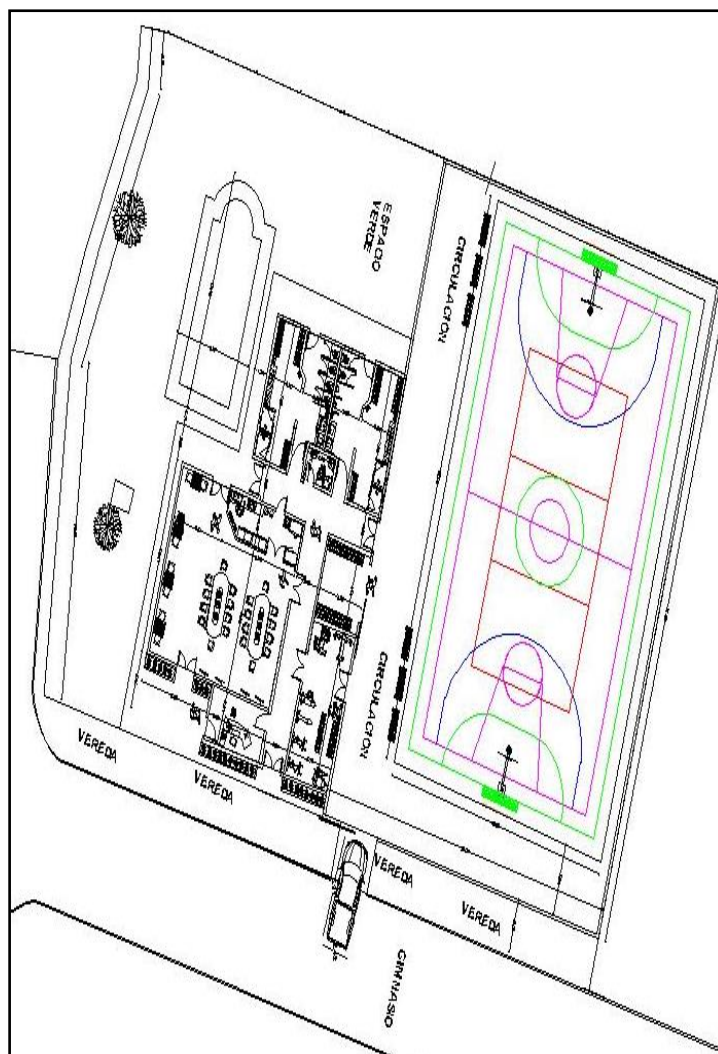 ESPACIO
VERDE
CIRCULACION
CIRCULACION
VEREDA
VEREDA
VEREDA
VEREDA
GIMNASIO